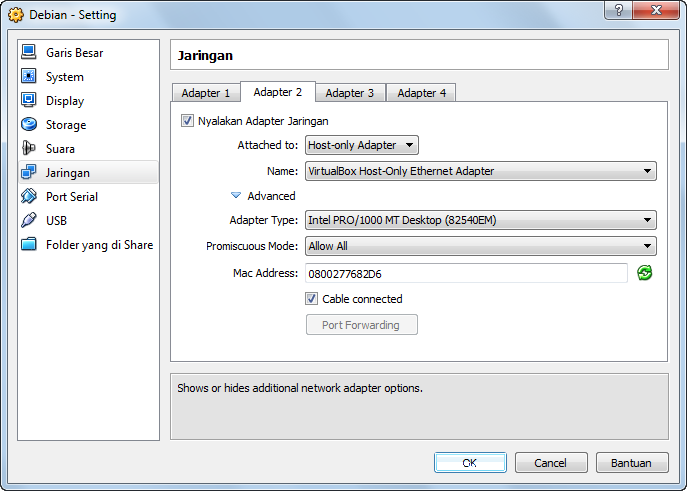 Debian - Setting
?
Garis Besar
System
Display
Storage
Suara
Jaringan
Port Serial
USB
Folder yang di Share
Jaringan
Adapter 1
Adapter 2
Adapter 3
Adapter 4
Nyalakan Adapter Jaringan
Attached to: Host-only Adapter
Name: VirtualBox Host-Only Ethernet Adapter
Advanced
Adapter Type: Intel PRO/1000 MT Desktop (82540EM)
Promiscuous Mode: Allow All
Mac Address: 0800277682D6
Cable connected
Port Forwarding
Shows or hides additional network adapter options.
OK
Cancel
Bantuan